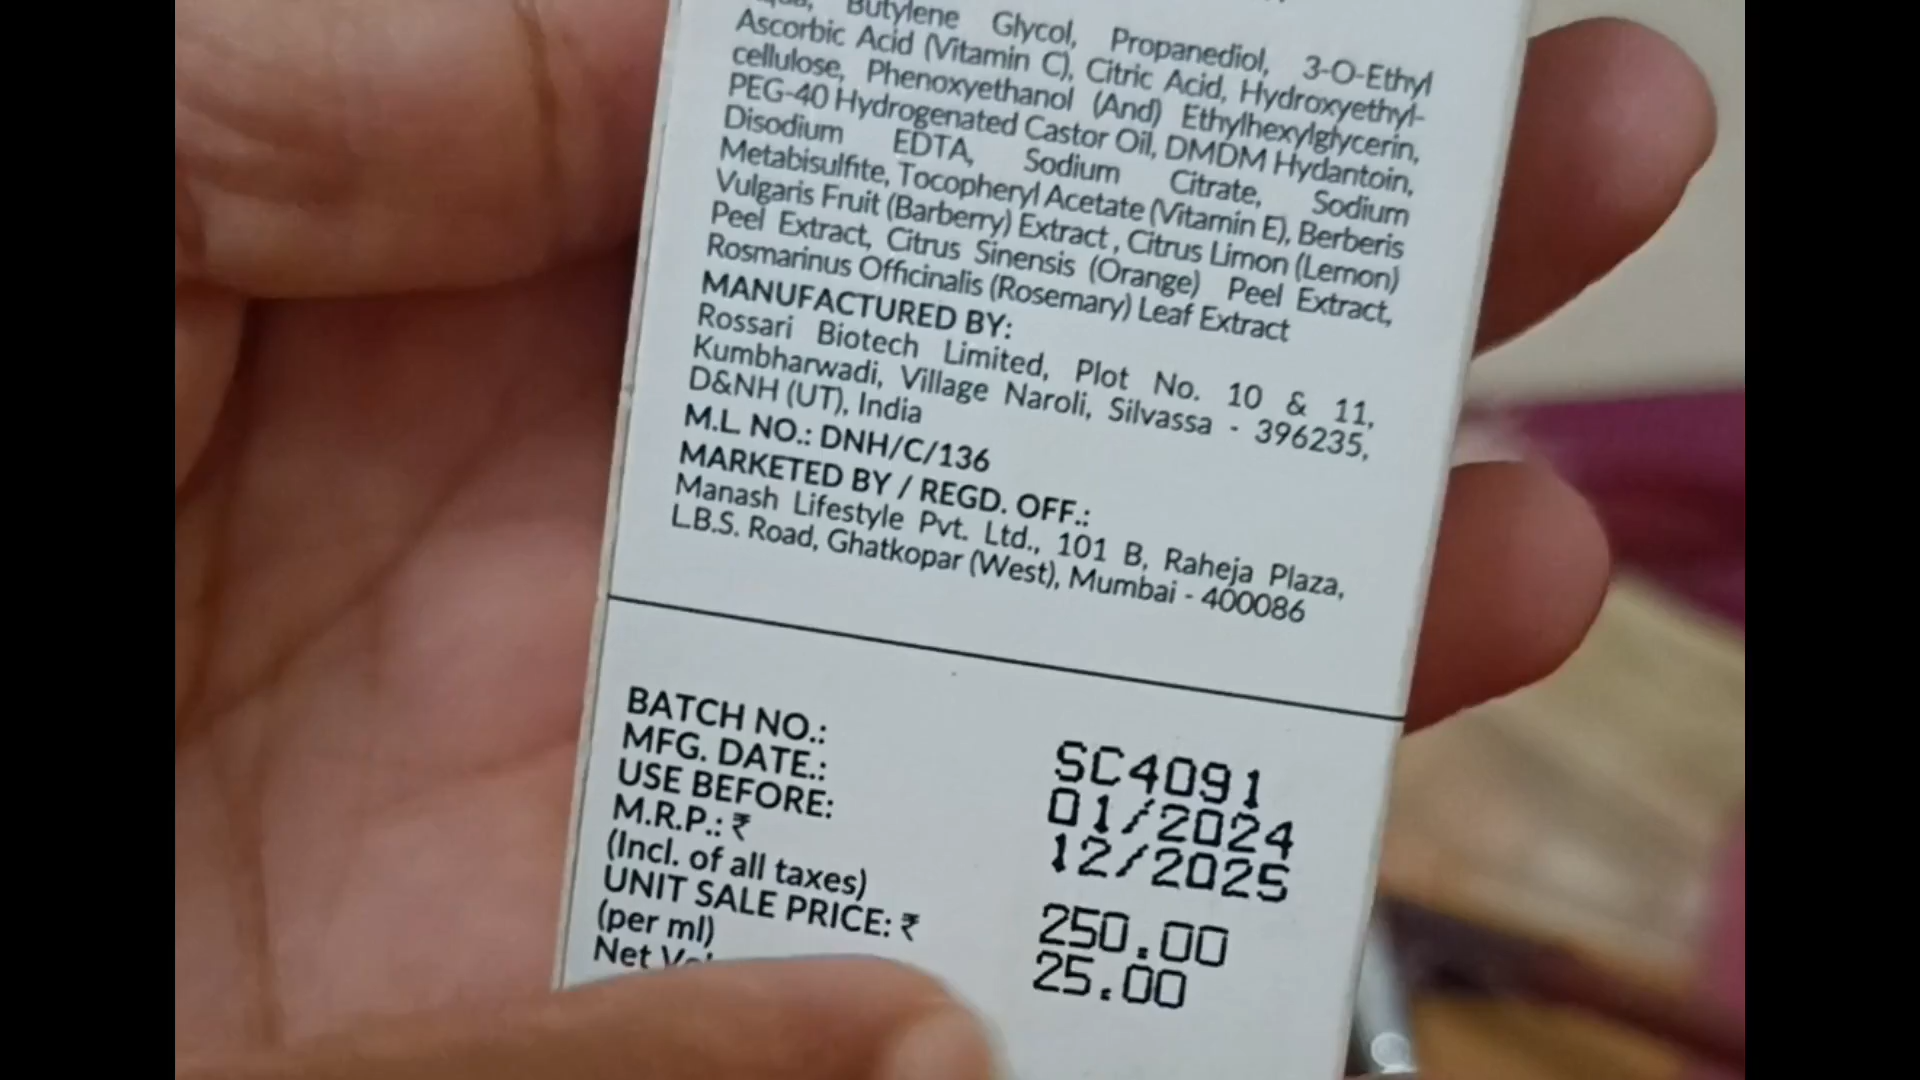 Butylene Glycol, Propanediol, 3-O-Ethyl
Ascorbic Acid (Vitamin C), Citric Acid, Hydroxyethyl-
cellulose, Phenoxyethanol (And) Ethylhexylglycerin,
PEG-40 Hydrogenated Castor Oil, DMDM Hydantoin,
Disodium EDTA, Sodium Citrate, Sodium
Metabisulfite, Tocopheryl Acetate (Vitamin E), Berberis
Vulgaris Fruit (Barberry) Extract, Citrus Limon (Lemon)
Peel Extract, Citrus Sinensis (Orange) Peel Extract,
Rosmarinus Officinalis (Rosemary) Leaf Extract
MANUFACTURED BY:
Rossari Biotech Limited, Plot No. 10 & 11,
Kumbharwadi, Village Naroli, Silvassa - 396235,
D&NH (UT), India
M.L. NO.: DNH/C/136
MARKETED BY / REGD. OFF.:
Manash Lifestyle Pvt. Ltd., 101 B, Raheja Plaza,
L.B.S. Road, Ghatkopar (West), Mumbai - 400086
BATCH NO.: SC4091
MFG. DATE.: 01/2024
USE BEFORE: 12/2025
M.R.P.: ₹ 250.00
(Incl. of all taxes)
UNIT SALE PRICE: ₹ 25.00
(per ml)
Net